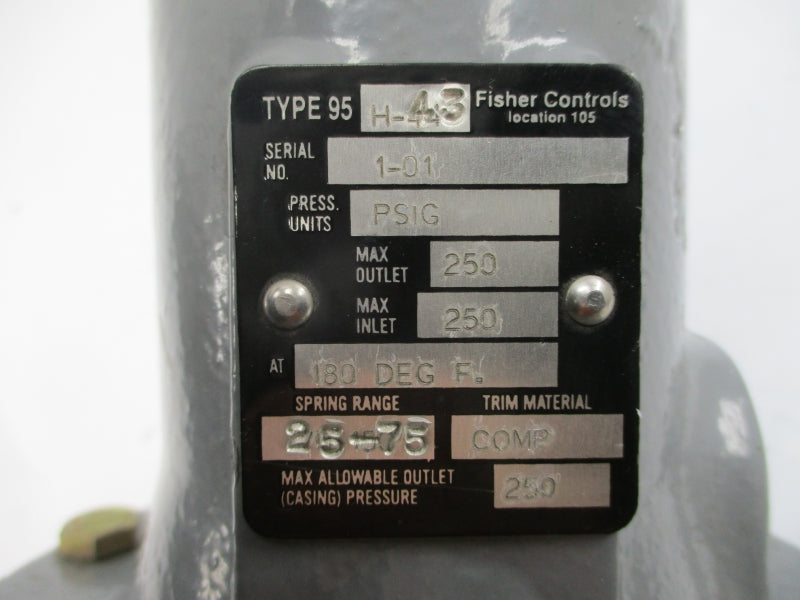 TYPE 95 H-43 Fisher Controls
location 105
SERIAL NO. 1-01
PRESS. UNITS PSIG
MAX OUTLET 250
MAX INLET 250
AT 180 DEG F.
SPRING RANGE TRIM MATERIAL
25-75 COMP
MAX ALLOWABLE OUTLET
(CASING) PRESSURE 250